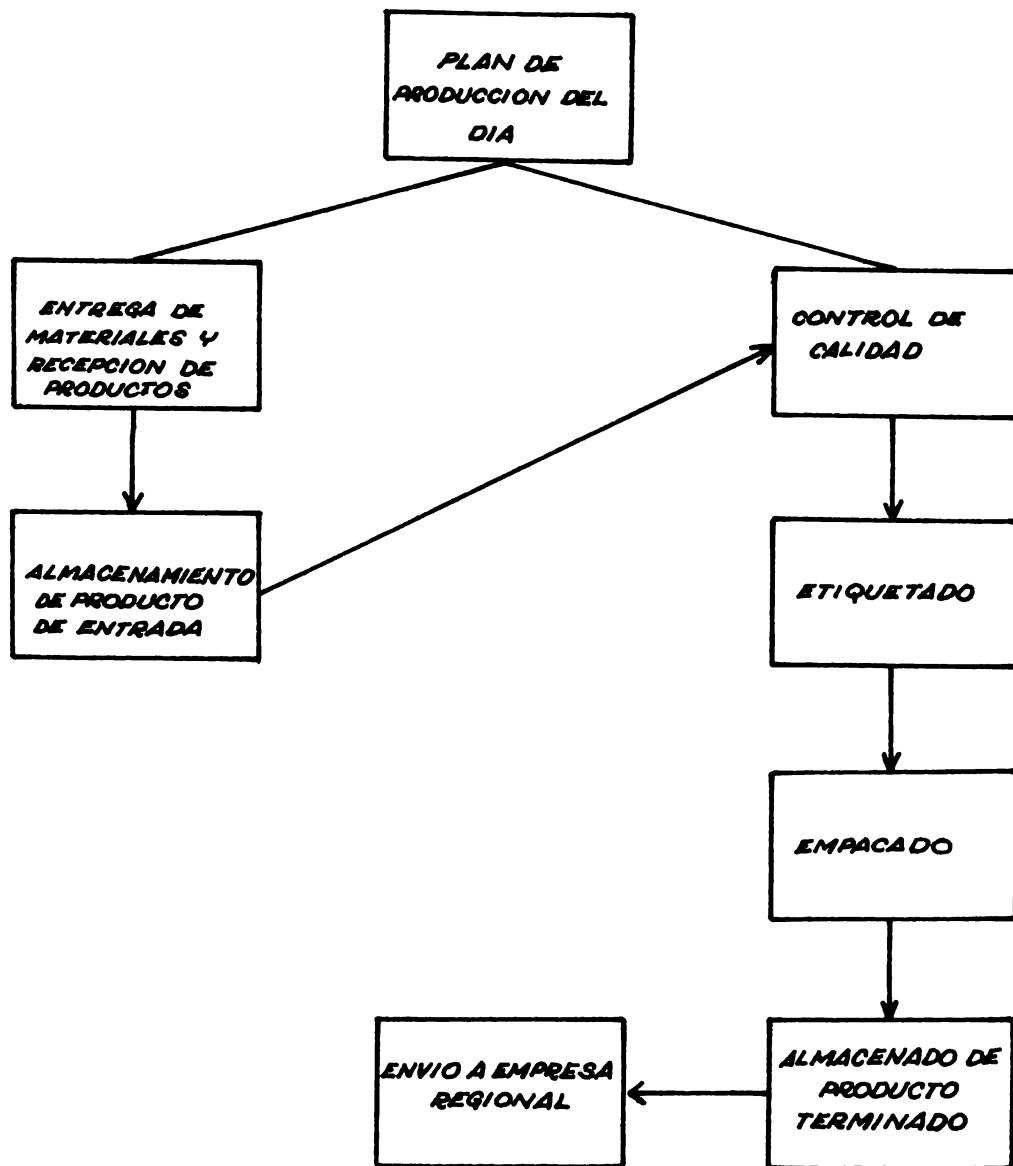 PLAN DE
PRODUCCION DEL
DIA
ENTREGA DE
MATERIALES Y
RECEPCION DE
PRODUCTOS
CONTROL DE
CALIDAD
ALMACENAMIENTO
DE PRODUCTO
DE ENTRADA
ETIQUETADO
EMPACADO
ENVIO A EMPRESA
REGIONAL
ALMACENADO DE
PRODUCTO
TERMINADO